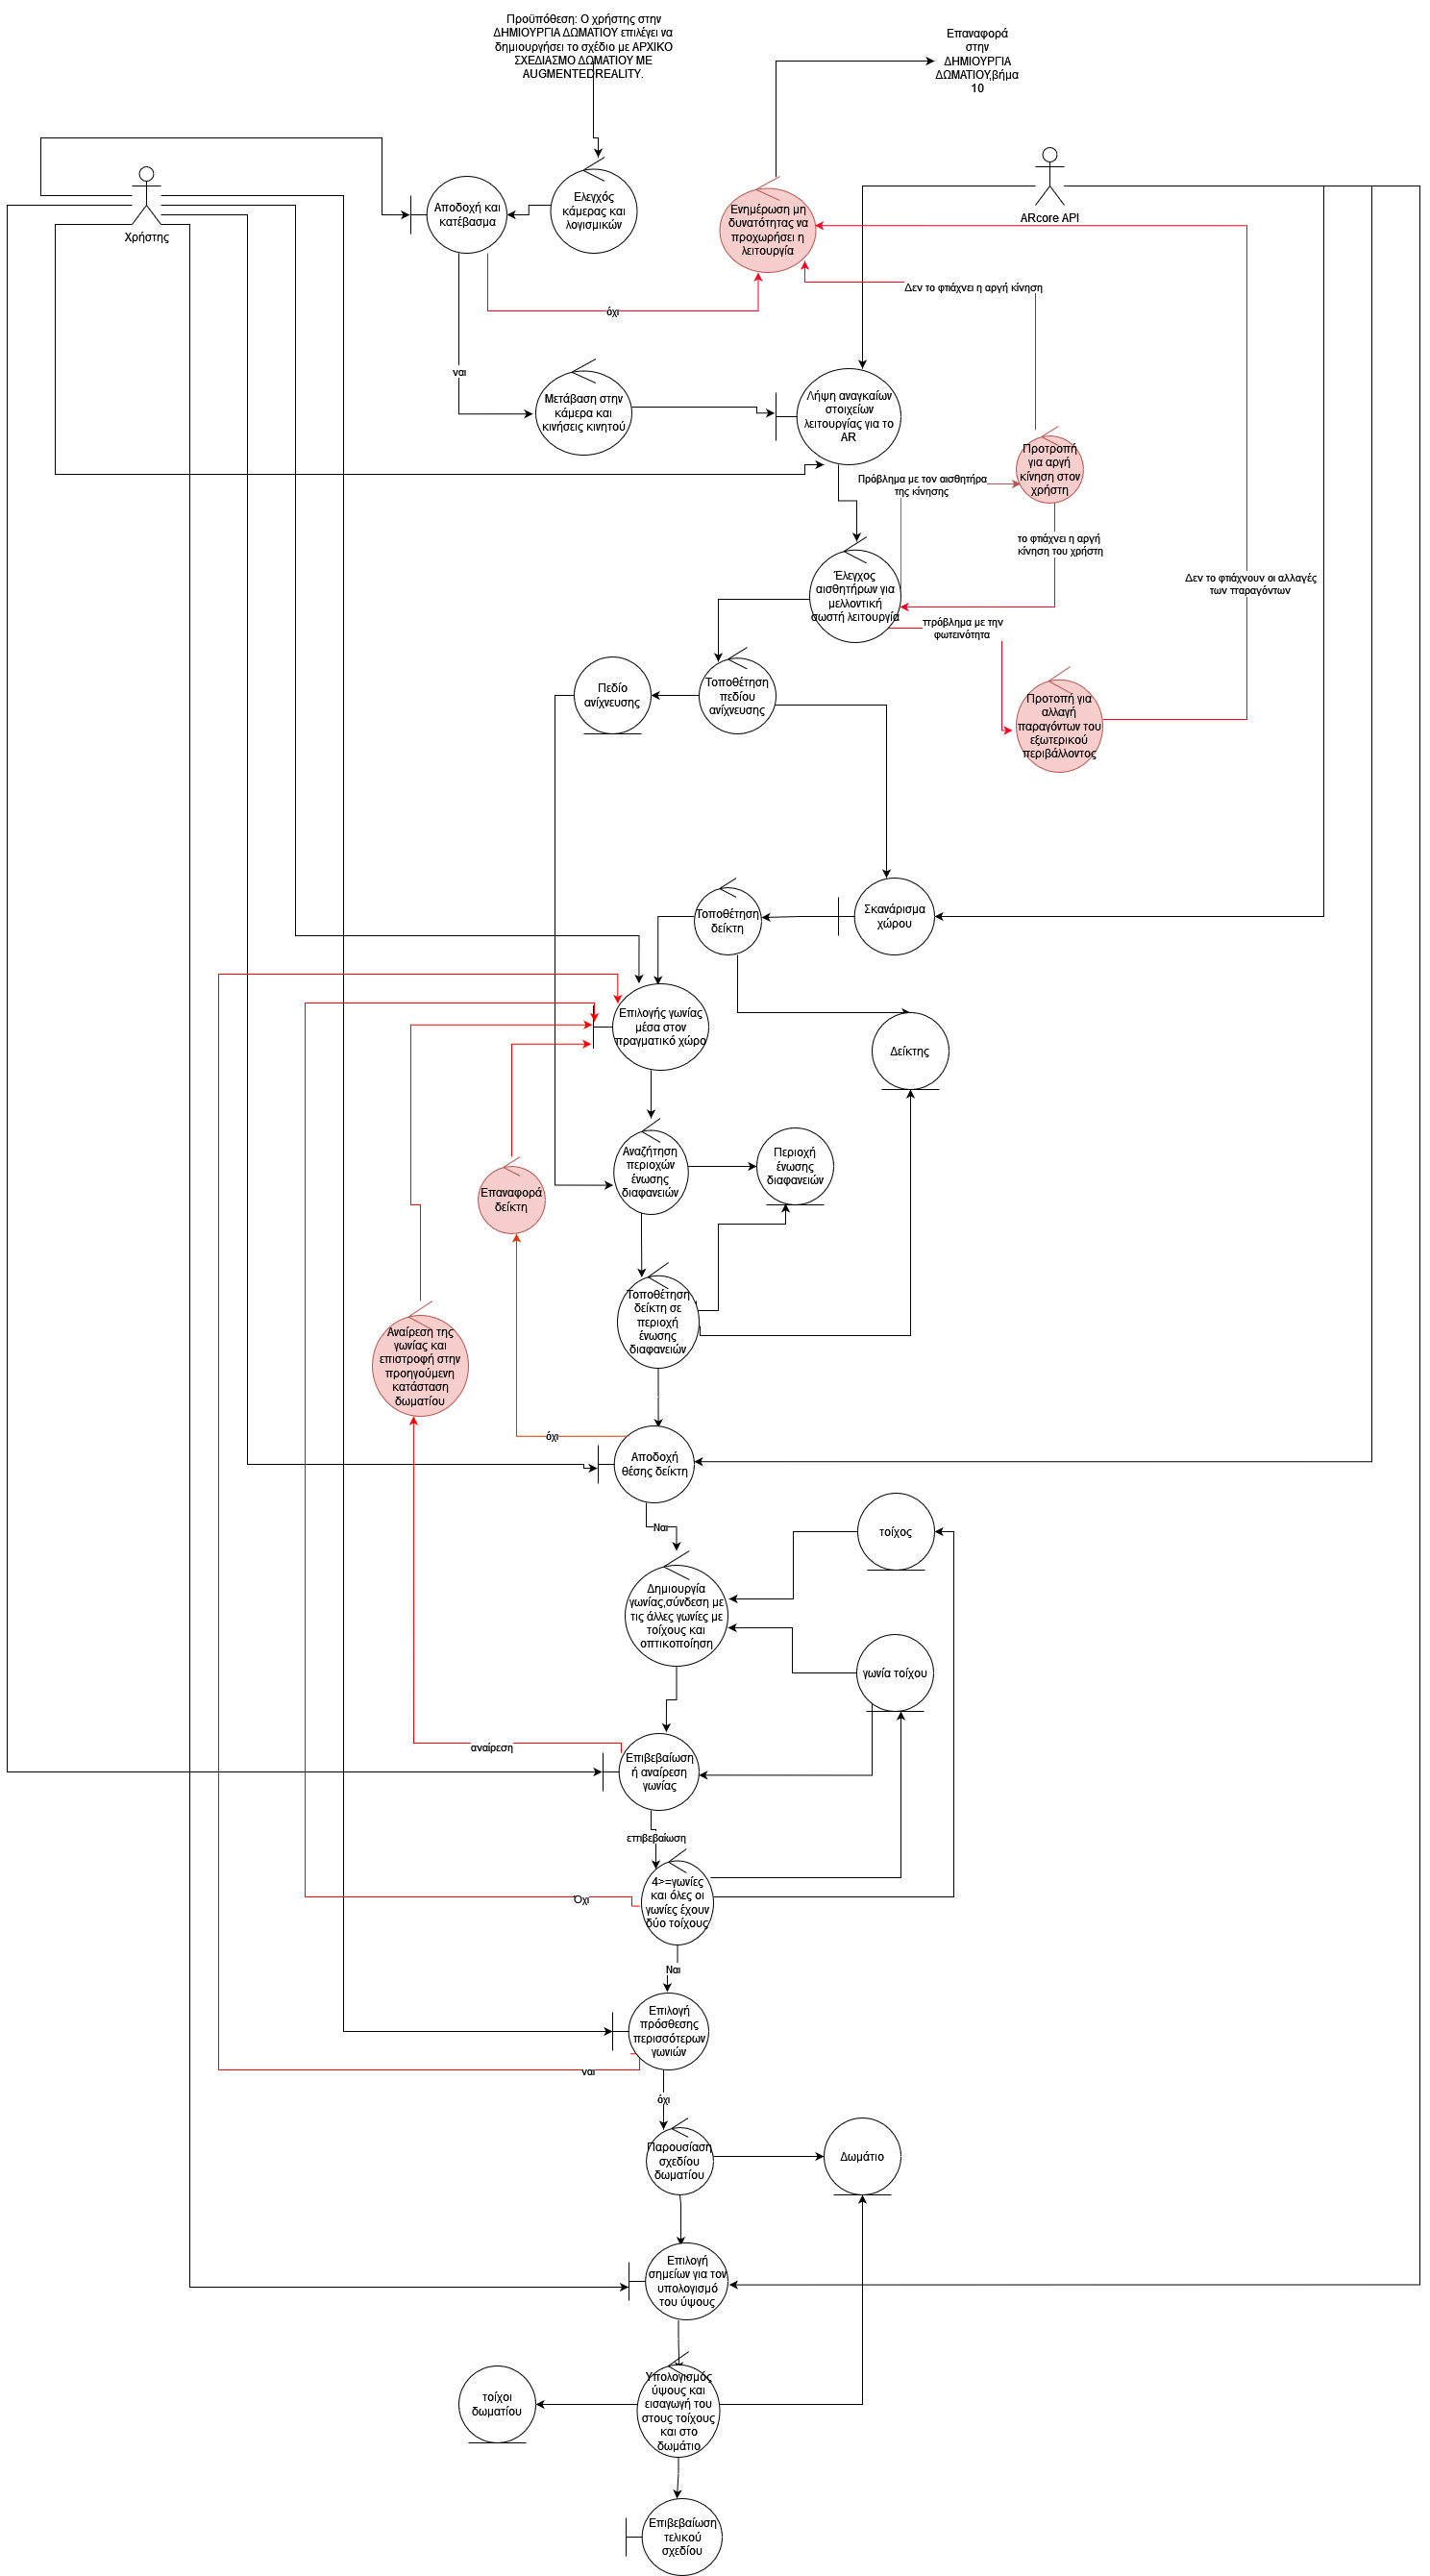 Προϋπόθεση: Ο χρήστης στην
ΔΗΜΙΟΥΡΓΙΑ ΔΩΜΑΤΙΟΥ επιλέγει να
δημιουργήσει το σχέδιο με ΑΡΧΙΚΟ
ΣΧΕΔΙΑΣΜΟ ΔΩΜΑΤΙΟΥ ΜΕ
AUGMENTEDREALITY.
Επαναφορά
στην
ΔΗΜΙΟΥΡΓΙΑ
ΔΩΜΑΤΙΟΥ,βήμα
10
Χρήστης
Αποδοχή και
κατέβασμα
Ελεγχός
κάμερας και
λογισμικών
Ενημέρωση μη
δυνατότητας να
προχωρήσει η
λειτουργία
ARcore API
Δεν το φτιάχνει η αργή κίνηση
όχι
ναι
Μετάβαση στην
κάμερα και
κινήσεις κινητού
Λήψη αναγκαίων
στοιχείων
λειτουργίας για το
AR
Προτροπή
για αργή
κίνηση στον
χρήστη
Πρόβλημα με τον αισθητήρα
της κίνησης
το φτιάχνει η αργή
κίνηση του χρήστη
Έλεγχος
αισθητήρων για
μελλοντική
σωστή λειτουργία
Δεν το φτιάχνουν οι αλλαγές
των παραγόντων
πρόβλημα με την
φωτεινότητα
Πεδίο
ανίχνευσης
Τοποθέτηση
πεδίου
ανίχνευσης
Προτοπή για
αλλαγή
παραγόντων του
εξωτερικού
περιβάλλοντος
Τοποθέτηση
δείκτη
Σκανάρισμα
χώρου
Επιλογής γωνίας
μέσα στον
πραγματικό χώρο
Δείκτης
Αναζήτηση
περιοχών
ένωσης
διαφανειών
Περιοχή
ένωσης
διαφανειών
Επαναφορά
δείκτη
Τοποθέτηση
δείκτη σε
περιοχή
ένωσης
διαφανειών
Αναίρεση της
γωνίας και
επιστροφή στην
προηγούμενη
κατάσταση
δωματίου
όχι
Αποδοχή
θέσης δείκτη
Ναι
τοίχος
Δημιουργία
γωνίας,σύνδεση με
τις άλλες γωνίες με
τοίχους και
οπτικοποίηση
γωνία τοίχου
αναίρεση
Επιβεβαίωση
ή αναίρεση
γωνίας
επιβεβαίωση
4>=γωνίες
και όλες οι
γωνίες έχουν
δύο τοίχους
Όχι
Ναι
Επιλογή
πρόσθεσης
περισσότερων
γωνιών
ναι
όχι
Παρουσίαση
σχεδίου
δωματίου
Δωμάτιο
Επιλογή
σημείων για τον
υπολογισμό
του ύψους
τοίχοι
δωματίου
Υπολογισμός
ύψους και
εισαγωγή του
στους τοίχους
και στο
δωμάτιο
Επιβεβαίωση
τελικού
σχεδίου